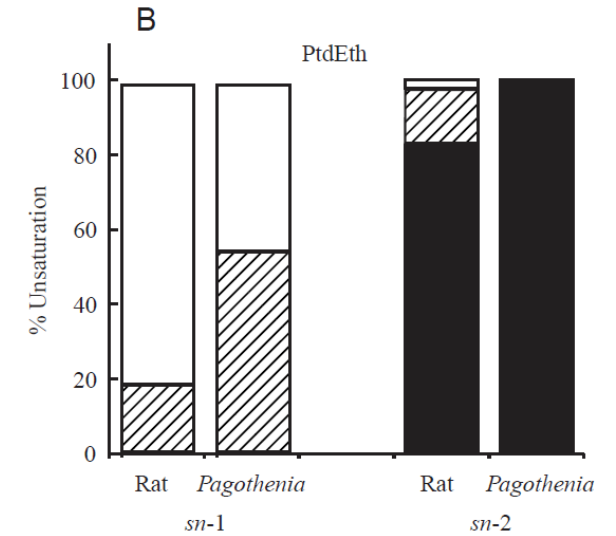 B
PtdEth
100
80
60
40
20
0
% Unsaturation
Rat Pagothenia Rat Pagothenia
sn-1 sn-2